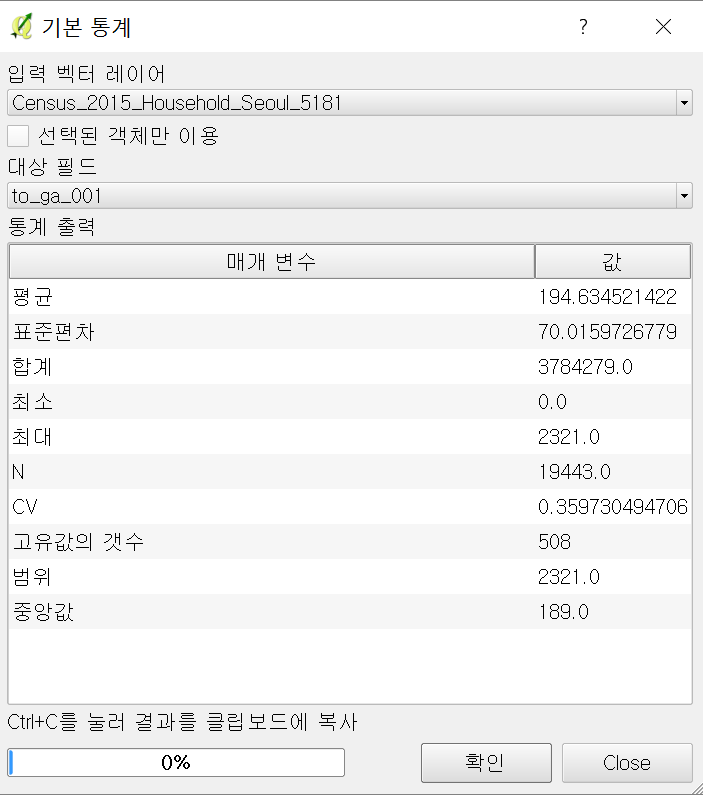 기본 통계
입력 벡터 레이어
Census_2015_Household_Seoul_5181
선택된 객체만 이용
대상 필드
to_ga_001
통계 출력
매개 변수 값
평균 194.634521422
표준편차 70.0159726779
합계 3784279.0
최소 0.0
최대 2321.0
N 19443.0
CV 0.359730494706
고유값의 갯수 508
범위 2321.0
중앙값 189.0
Ctrl+C를 눌러 결과를 클립보드에 복사
0% 확인 Close